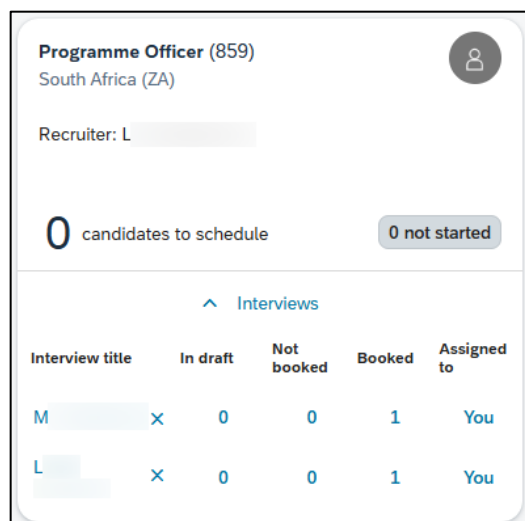 Programme Officer (859)
South Africa (ZA)
Recruiter: L
0 candidates to schedule
0 not started
Interviews
Interview title In draft Not booked Booked Assigned to
M × 0 0 1 You
L × 0 0 1 You